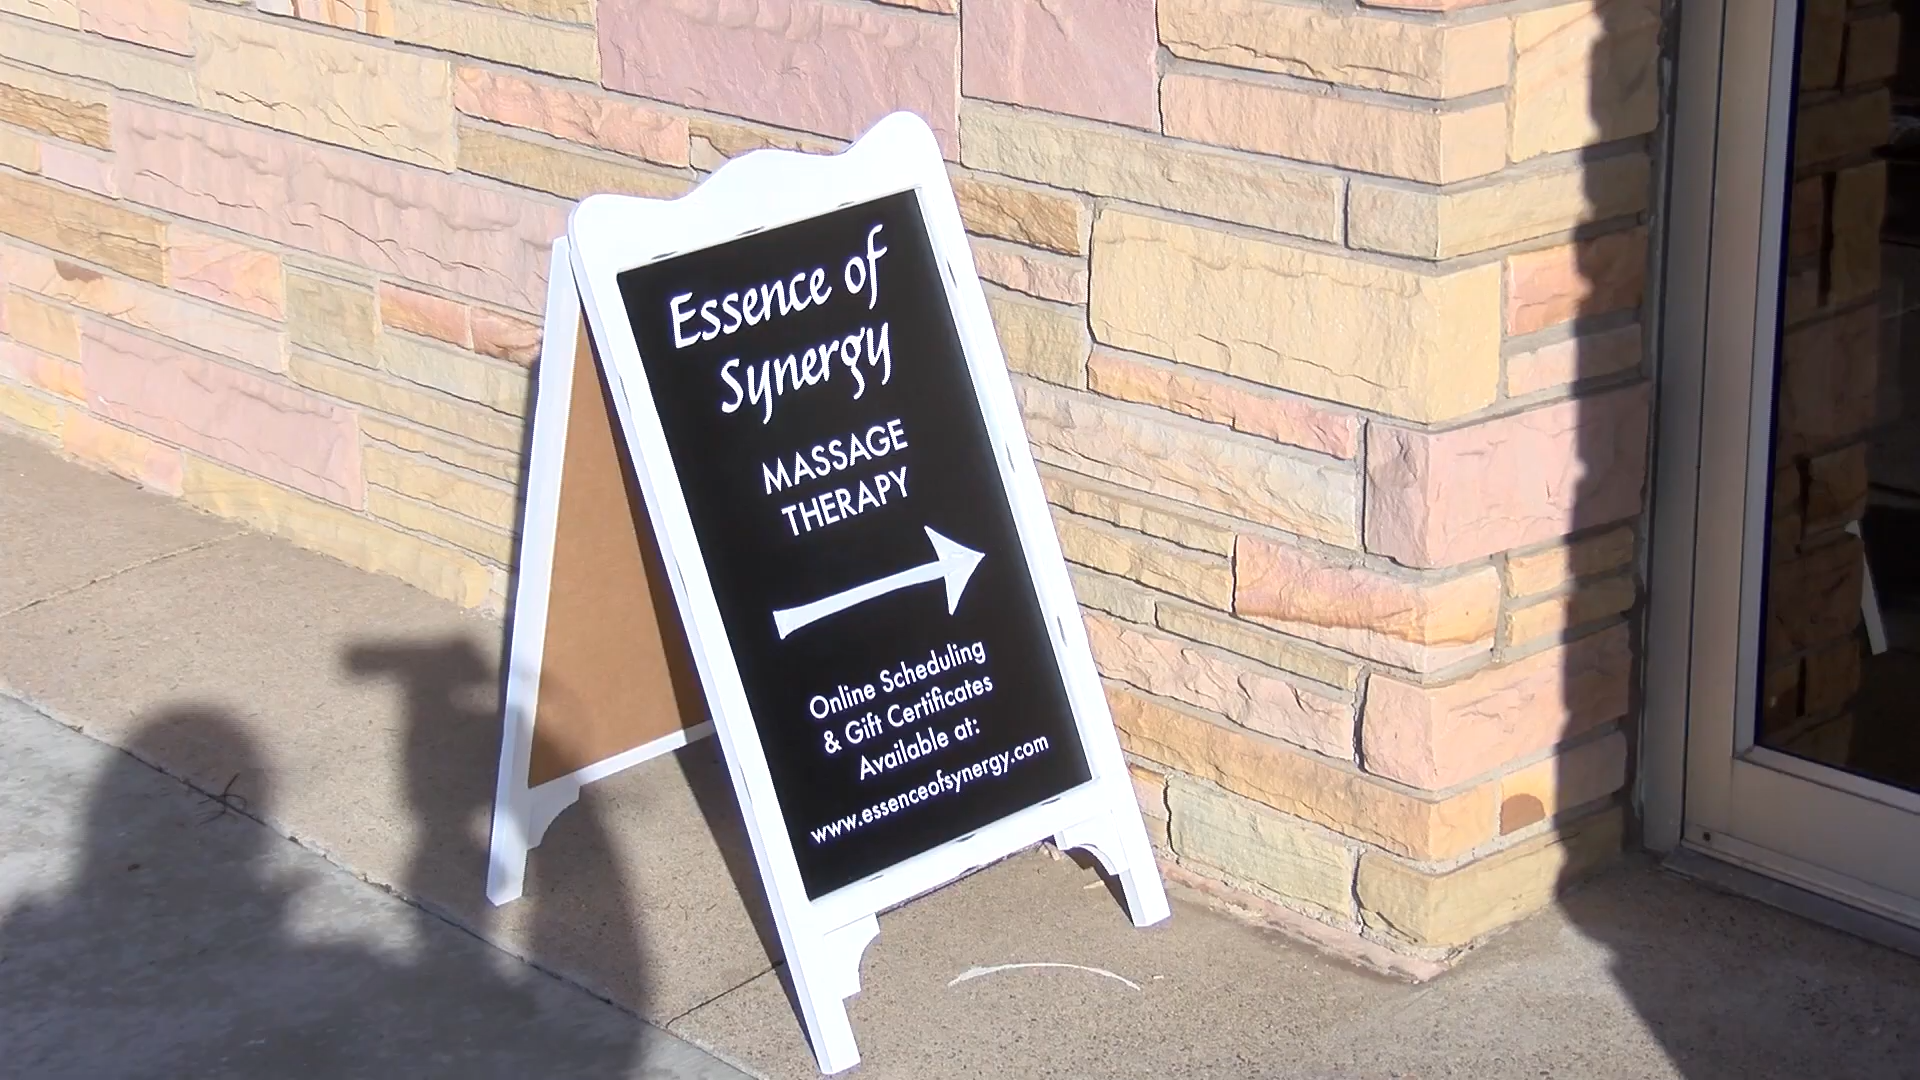 Essence of
Synergy
MASSAGE
THERAPY
Online Scheduling
& Gift Certificates
Available at:
www.essenceofsynergy.com